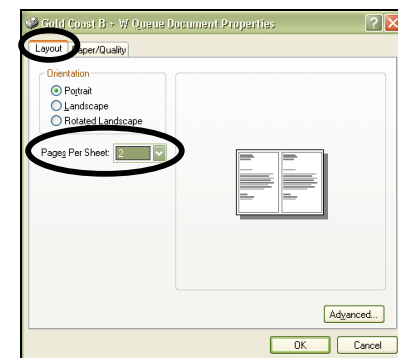 Gold Coast B + W Queue Document Properties
Layout Paper/Quality
Orientation
Portrait
Landscape
Rotated Landscape
Pages Per Sheet: 2
Advanced...
OK Cancel